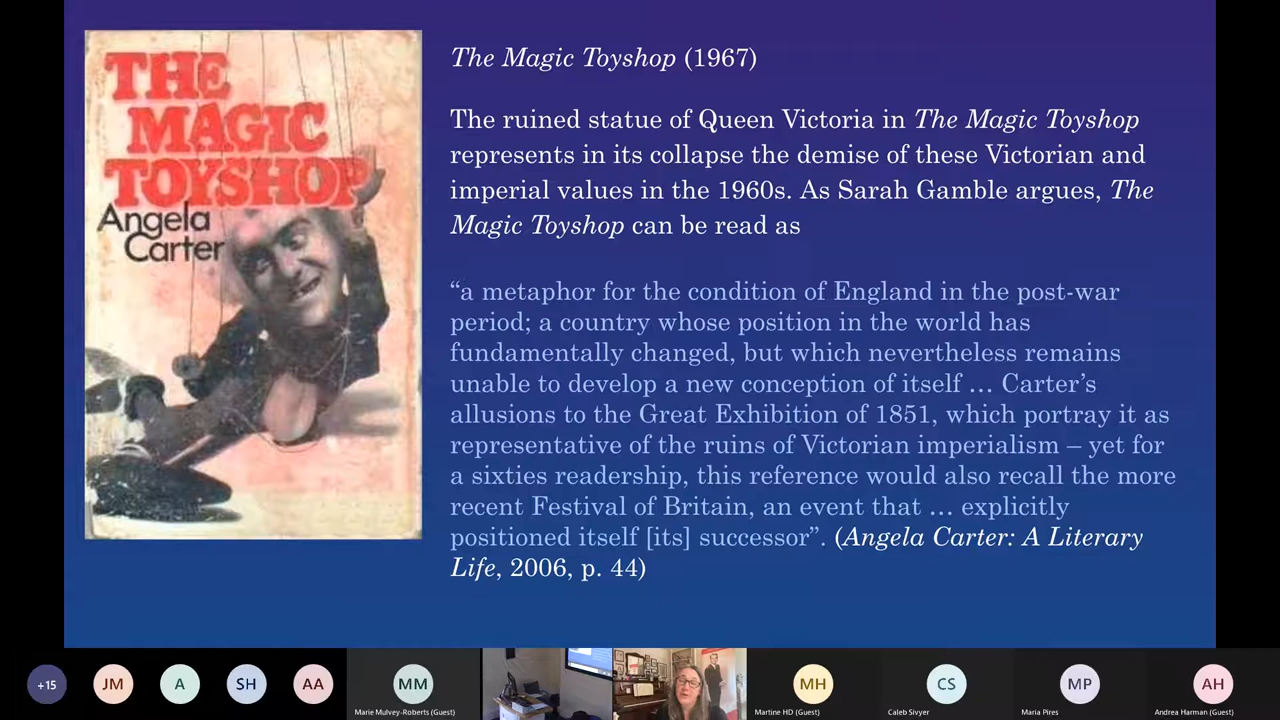 THE
MAGIC
TOYSHOP
Angela
Carter
The Magic Toyshop (1967)
The ruined statue of Queen Victoria in The Magic Toyshop
represents in its collapse the demise of these Victorian and
imperial values in the 1960s. As Sarah Gamble argues, The
Magic Toyshop can be read as
“a metaphor for the condition of England in the post-war
period; a country whose position in the world has
fundamentally changed, but which nevertheless remains
unable to develop a new conception of itself … Carter’s
allusions to the Great Exhibition of 1851, which portray it as
representative of the ruins of Victorian imperialism – yet for
a sixties readership, this reference would also recall the more
recent Festival of Britain, an event that … explicitly
positioned itself [its] successor”. (Angela Carter: A Literary
Life, 2006, p. 44)
+15
JM
A
SH
AA
MM
Marie Mulvey-Roberts (Guest)
MH
Martine HD (Guest)
CS
Caleb Sivyer
MP
Maria Pires
AH
Andrea Harman (Guest)